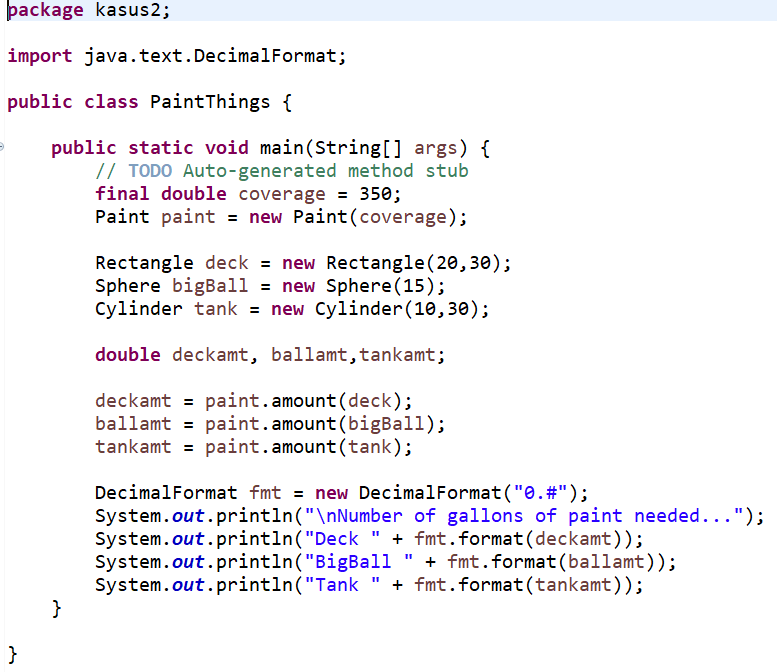 package kasus2;
import java.text.DecimalFormat;
public class PaintThings {
public static void main(String[] args) {
// TODO Auto-generated method stub
final double coverage = 350;
Paint paint = new Paint(coverage);
Rectangle deck = new Rectangle(20,30);
Sphere bigBall = new Sphere(15);
Cylinder tank = new Cylinder(10,30);
double deckamt, ballamt,tankamt;
deckamt = paint.amount(deck);
ballamt = paint.amount(bigBall);
tankamt = paint.amount(tank);
DecimalFormat fmt = new DecimalFormat("0.#");
System.out.println("\nNumber of gallons of paint needed...");
System.out.println("Deck " + fmt.format(deckamt));
System.out.println("BigBall " + fmt.format(ballamt));
System.out.println("Tank " + fmt.format(tankamt));
}
}